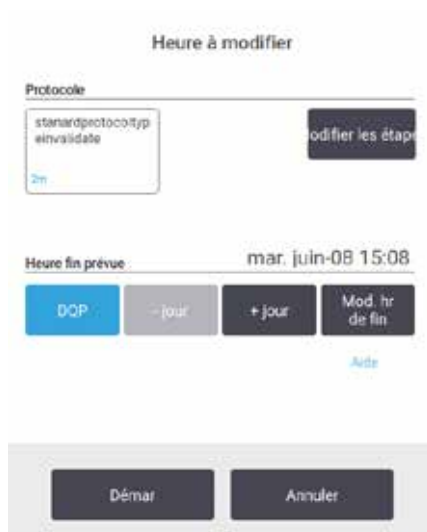 Heure à modifier
Protocole
stanardprotocoltyp
einvalidate
odifier les étape
2m
Heure fin prévue
mar. juin-08 15:08
DQP
- jour
+ jour
Mod. hr
de fin
Aide
Démar
Annuler